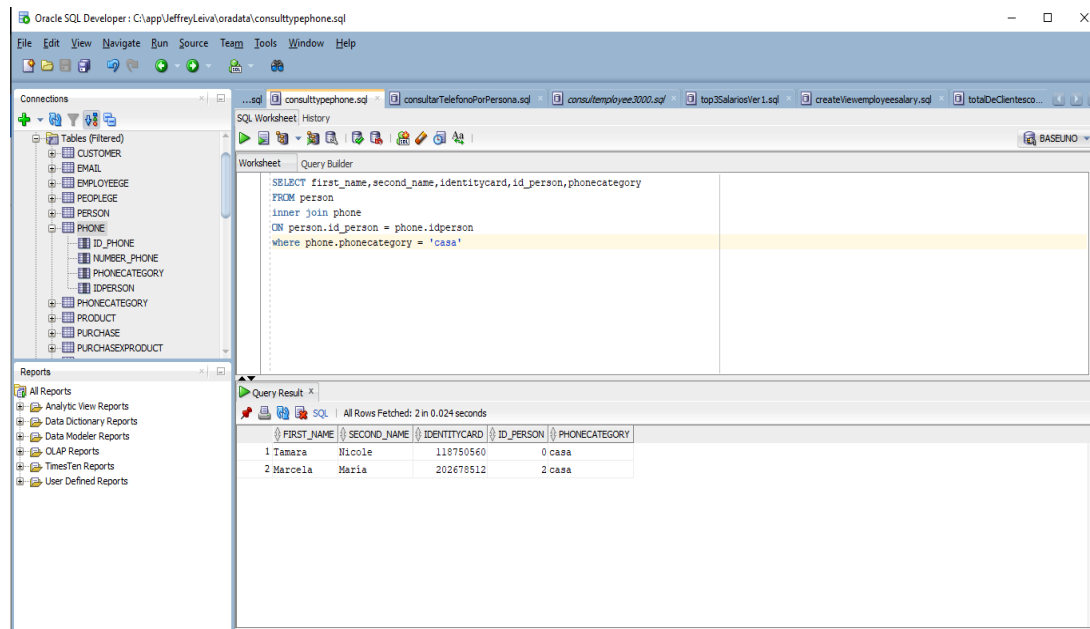 Oracle SQL Developer : C:\app\JeffreyLeiva\oradata\consulttypephone.sql
File Edit View Navigate Run Source Team Tools Window Help
Connections
Tables (Filtered)
CUSTOMER
EMAIL
EMPLOYEEGE
PEOPLEGE
PERSON
PHONE
ID_PHONE
NUMBER_PHONE
PHONECATEGORY
IDPERSON
PHONECATEGORY
PRODUCT
PURCHASE
PURCHASEXPRODUCT
Reports
All Reports
Analytic View Reports
Data Dictionary Reports
Data Modeler Reports
OLAP Reports
TimesTen Reports
User Defined Reports
...sql consulttypephone.sql consultarTelefonoPorPersona.sql consultemployee3000.sql top3SalariosVer1.sql createViewemployeesalary.sql totalDeClientesco...
SQL Worksheet History
BASEUNO
Worksheet Query Builder
SELECT first_name,second_name,identitycard,id_person,phonecategory
FROM person
inner join phone
ON person.id_person = phone.idperson
where phone.phonecategory = 'casa'
Query Result x
SQL | All Rows Fetched: 2 in 0.024 seconds
FIRST_NAME SECOND_NAME IDENTITYCARD ID_PERSON PHONECATEGORY
1 Tamara Nicole 118750560 0 casa
2 Marcela María 202678512 2 casa